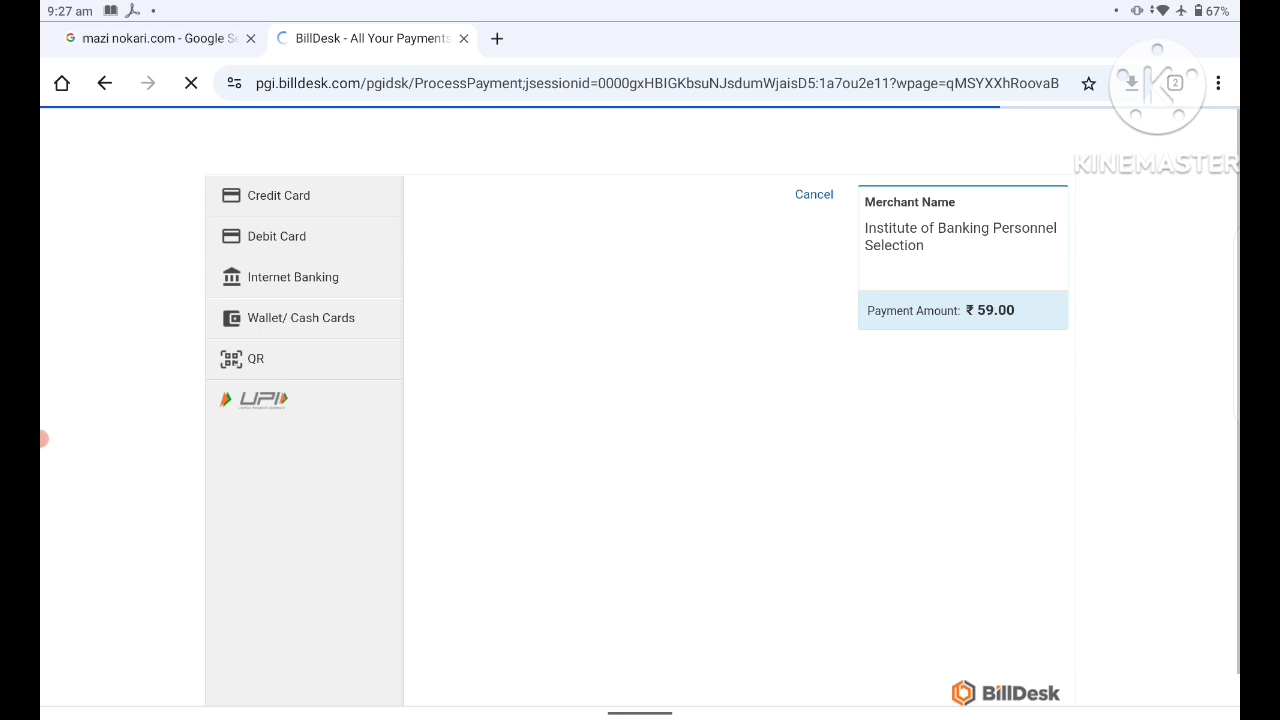 9:27 am
67%
mazi nokari.com - Google Se
BillDesk - All Your Payments
pgi.billdesk.com/pgidsk/ProcessPayment;jsessionid=0000gxHBIGKbsuNJsdumWjaisD5:1a7ou2e11?wpage=qMSYXXhRoovaB
2
KINEMASTER
Credit Card
Debit Card
Internet Banking
Wallet/ Cash Cards
QR
UPI
Cancel
Merchant Name
Institute of Banking Personnel
Selection
Payment Amount: ₹ 59.00
BillDesk